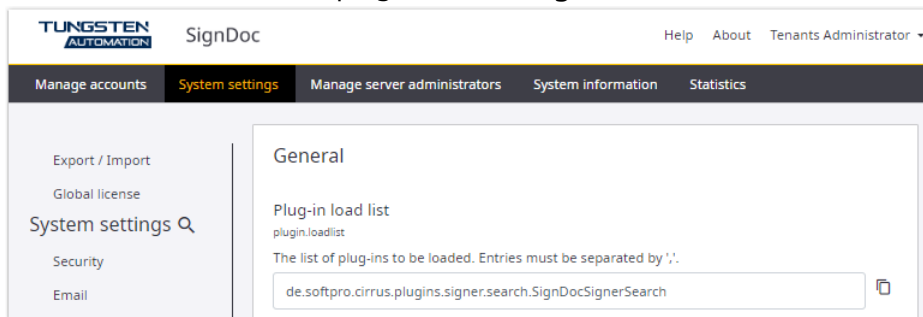 TUNGSTEN
AUTOMATION
SignDoc
Help About Tenants Administrator
Manage accounts System settings Manage server administrators System information Statistics
Export / Import
Global license
System settings
Security
Email
General
Plug-in load list
plugin.loadlist
The list of plug-ins to be loaded. Entries must be separated by ','.
de.softpro.cirrus.plugins.signer.search.SignDocSignerSearch